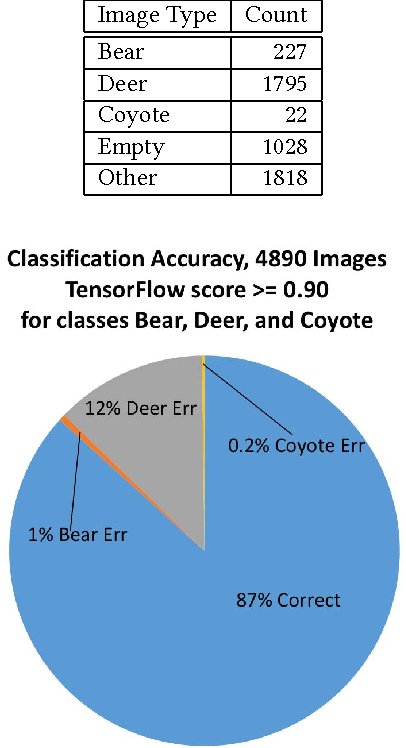 Image Type Count
Bear 227
Deer 1795
Coyote 22
Empty 1028
Other 1818
Classification Accuracy, 4890 Images
TensorFlow score >= 0.90
for classes Bear, Deer, and Coyote
12% Deer Err
0.2% Coyote Err
1% Bear Err
87% Correct